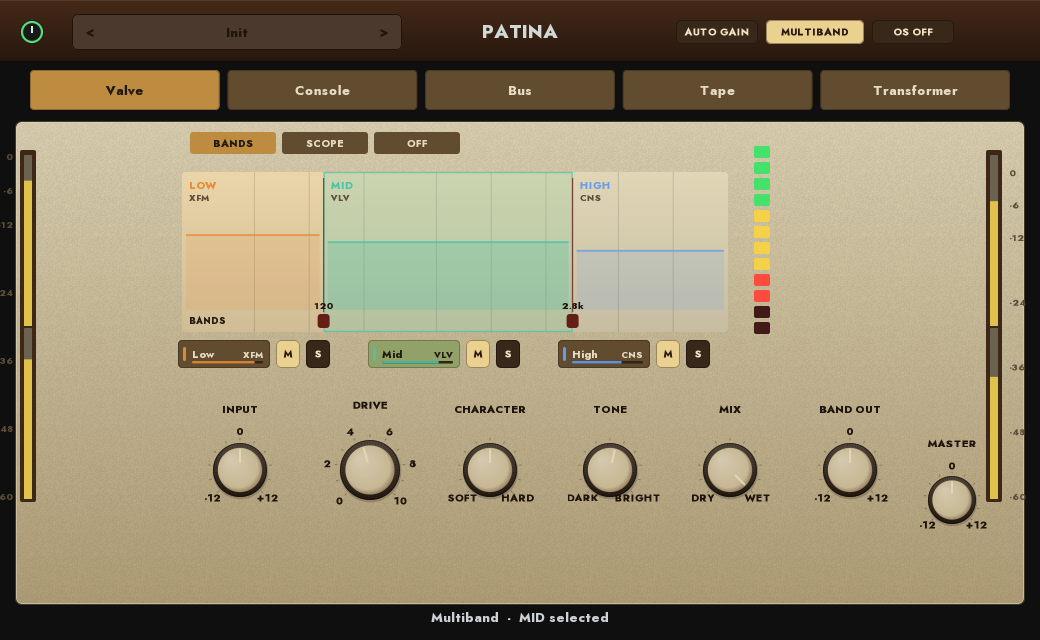 < Init >
PATINA
AUTO GAIN
MULTIBAND
OS OFF
Valve
Console
Bus
Tape
Transformer
BANDS
SCOPE
OFF
0
-6
-12
-24
-36
-48
-60
LOW
XFM
MID
VLV
HIGH
CNS
120
2.8k
BANDS
0
-6
-12
-24
-36
-48
-60
Low XFM
M
S
Mid VLV
M
S
High CNS
M
S
INPUT
0
-12 +12
DRIVE
4 6
2 8
0 10
CHARACTER
SOFT HARD
TONE
DARK BRIGHT
MIX
DRY WET
BAND OUT
0
-12 +12
MASTER
0
-12 +12
Multiband - MID selected